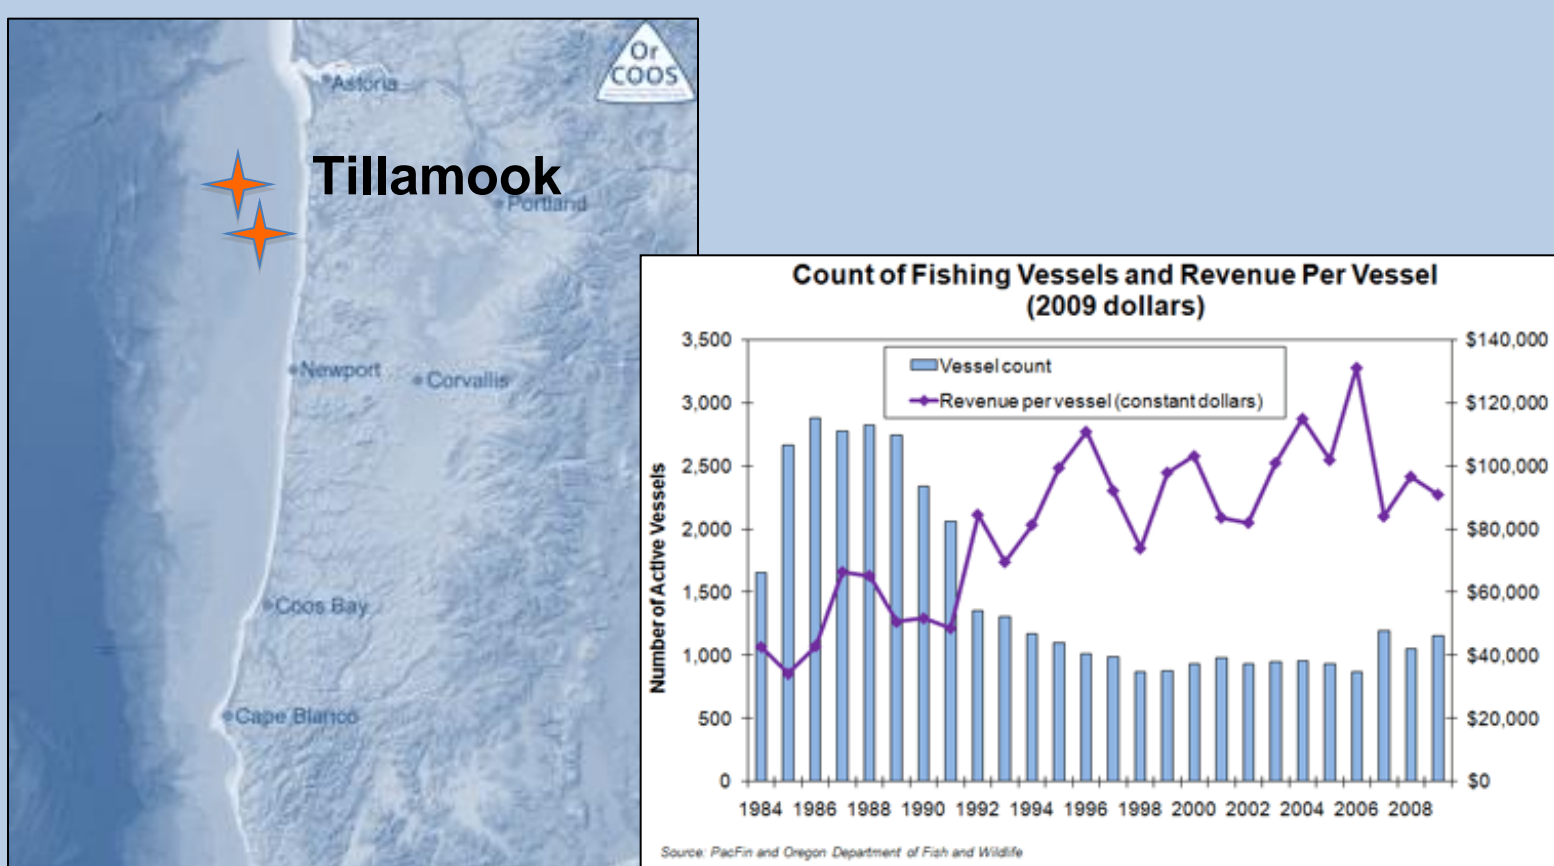 Or
COOS
Astoria
Tillamook
Portland
Newport
Corvallis
Coos Bay
Cape Blanco
Count of Fishing Vessels and Revenue Per Vessel
(2009 dollars)
Vessel count
Revenue per vessel (constant dollars)
Number of Active Vessels
3,500
3,000
2,500
2,000
1,500
1,000
500
0
$140,000
$120,000
$100,000
$80,000
$60,000
$40,000
$20,000
$0
1984 1986 1988 1990 1992 1994 1996 1998 2000 2002 2004 2006 2008
Source: PacFin and Oregon Department of Fish and Wildlife